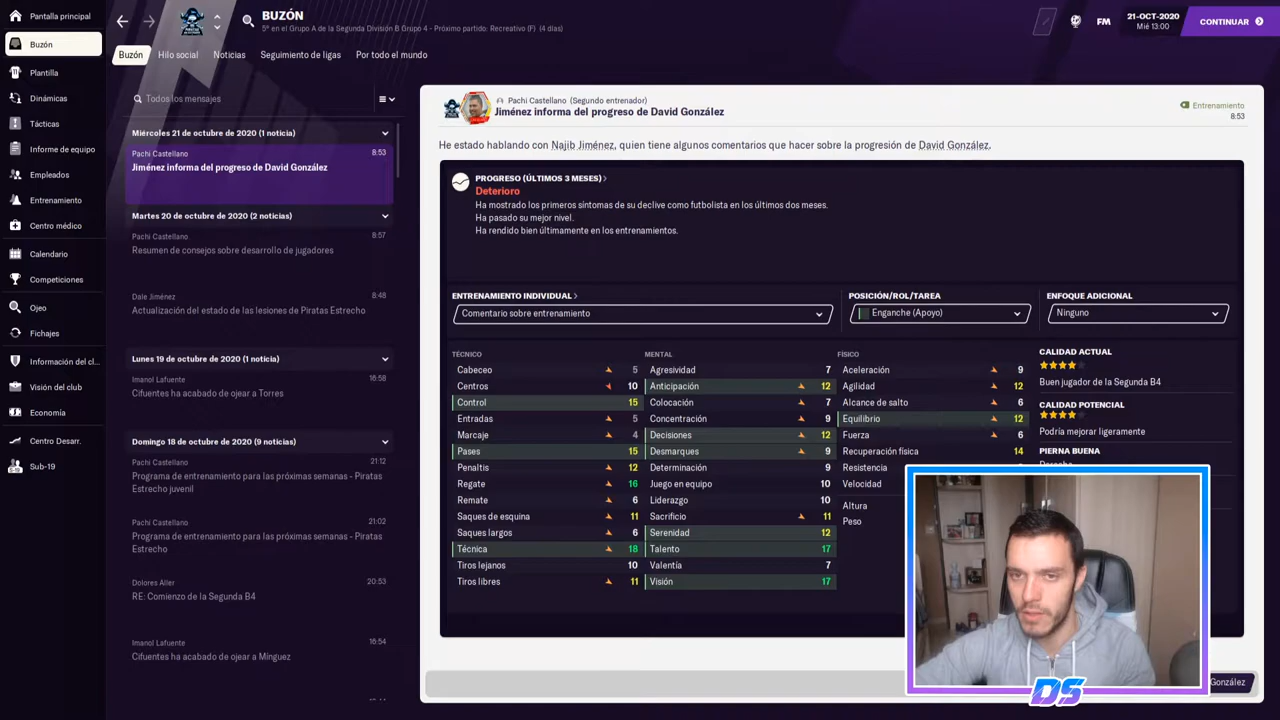 Pantalla principal
Buzón
Plantilla
Dinámicas
Tácticas
Informe de equipo
Empleados
Entrenamiento
Centro médico
Calendario
Competiciones
Ojeo
Fichajes
Información del cl...
Visión del club
Economía
Centro Desarr.
Sub-19
BUZÓN
5º en el Grupo A de la Segunda División B Grupo 4 - Próximo partido: Recreativo (F) (4 días)
FM
21-OCT-2020
Mié 13:00
CONTINUAR
Buzón
Hilo social
Noticias
Seguimiento de ligas
Por todo el mundo
Todos los mensajes
Miércoles 21 de octubre de 2020 (1 noticia)
Pachi Castellano 8:53
Jiménez informa del progreso de David González
Martes 20 de octubre de 2020 (2 noticias)
Pachi Castellano 8:57
Resumen de consejos sobre desarrollo de jugadores
Dale Jiménez 8:48
Actualización del estado de las lesiones de Piratas Estrecho
Lunes 19 de octubre de 2020 (1 noticia)
Imanol Lafuente 16:58
Cifuentes ha acabado de ojear a Torres
Domingo 18 de octubre de 2020 (9 noticias)
Pachi Castellano 21:12
Programa de entrenamiento para las próximas semanas - Piratas
Estrecho juvenil
Pachi Castellano 21:02
Programa de entrenamiento para las próximas semanas - Piratas
Estrecho
Dolores Aller 20:53
RE: Comienzo de la Segunda B4
Imanol Lafuente 16:54
Cifuentes ha acabado de ojear a Mínguez
Pachi Castellano (Segundo entrenador)
Jiménez informa del progreso de David González
Entrenamiento
8:53
He estado hablando con Najib Jiménez, quien tiene algunos comentarios que hacer sobre la progresión de David González.
PROGRESO (ÚLTIMOS 3 MESES)
Deterioro
Ha mostrado los primeros síntomas de su declive como futbolista en los últimos dos meses.
Ha pasado su mejor nivel.
Ha rendido bien últimamente en los entrenamientos.
ENTRENAMIENTO INDIVIDUAL
Comentario sobre entrenamiento
POSICIÓN/ROL/TAREA
Enganche (Apoyo)
ENFOQUE ADICIONAL
Ninguno
TÉCNICO
Cabeceo 5
Centros 10
Control 15
Entradas 5
Marcaje 4
Pases 15
Penaltis 12
Regate 16
Remate 6
Saques de esquina 11
Saques largos 6
Técnica 18
Tiros lejanos 10
Tiros libres 11
MENTAL
Agresividad 7
Anticipación 12
Colocación 7
Concentración 9
Decisiones 12
Desmarques 9
Determinación 10
Juego en equipo 10
Liderazgo 10
Sacrificio 11
Serenidad 12
Talento 17
Valentía 7
Visión 17
FÍSICO
Aceleración 9
Agilidad 12
Alcance de salto 6
Equilibrio 12
Fuerza 6
Recuperación física 14
Resistencia
Velocidad
Altura
Peso
CALIDAD ACTUAL
Buen jugador de la Segunda B4
CALIDAD POTENCIAL
Podría mejorar ligeramente
PIERNA BUENA
González
DS